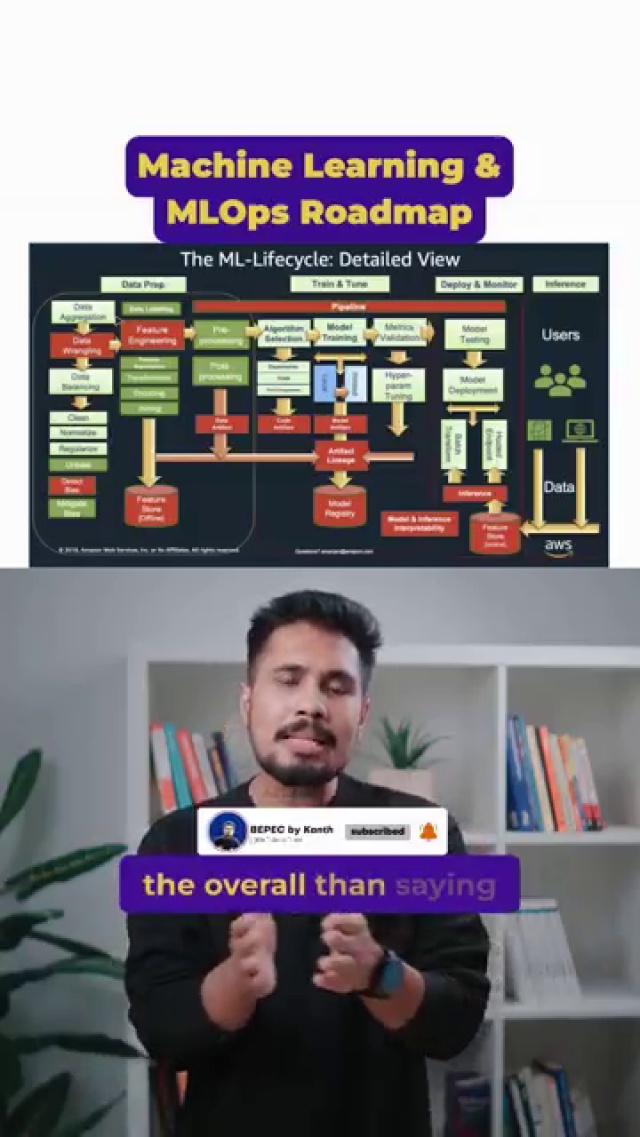 Machine Learning &
MLOps Roadmap
The ML-Lifecycle: Detailed View
Data Prep
Train & Tune
Deploy & Monitor
Inference
Pipeline
Data
Aggregation
Data Labelling
Data
Wrangling
Feature
Engineering
Pre-
processing
Algorithm
Selection
Model
Training
Metrics
Validation
Model
Testing
Users
Data
Balancing
Hyper-
param
Tuning
Model
Deployment
Clean
Normalize
Regularize
Unbias
Detect
Bias
Mitigate
Bias
Data
Artifact
Code
Artifact
Model
Artifact
Artifact
Lineage
Batch
Transform
Hosted
Endpoint
Data
Inference
Feature
Store
(Offline)
Model
Registry
Model & Inference
Interpretability
Feature
Store
aws
BEPEC by Kanth
subscribed
the overall than saying